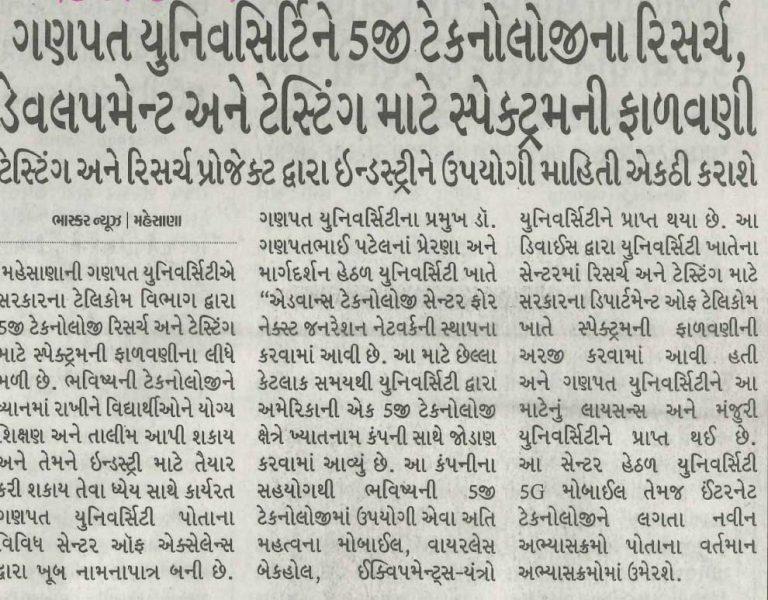 ગણપત યુનિવર્સિટીને 5જી ટેકનોલોજીના રિસર્ચ,
ડેવલપમેન્ટ અને ટેસ્ટિંગ માટે સ્પેક્ટ્રમની ફાળવણી
ટેસ્ટિંગ અને રિસર્ચ પ્રોજેક્ટ દ્વારા ઇન્ડસ્ટ્રીને ઉપયોગી માહિતી એકઠી કરાશે
ભાસ્કર ન્યૂઝ | મહેસાણા
મહેસાણાની ગણપત યુનિવર્સિટીએ
સરકારના ટેલિકોમ વિભાગ દ્વારા
5જી ટેકનોલોજી રિસર્ચ અને ટેસ્ટિંગ
માટે સ્પેક્ટ્રમની ફાળવણીના લીધે
મળી છે. ભવિષ્યની ટેકનોલોજીને
ધ્યાનમાં રાખીને વિદ્યાર્થીઓને યોગ્ય
શિક્ષણ અને તાલીમ આપી શકાય
અને તેમને ઇન્ડસ્ટ્રી માટે તૈયાર
કરી શકાય તેવા ધ્યેય સાથે કાર્યરત
ગણપત યુનિવર્સિટી પોતાના
વિવિધ સેન્ટર ઓફ એક્સેલેન્સ
દ્વારા ખૂબ નામનાપાત્ર બની છે.
ગણપત યુનિવર્સિટીના પ્રમુખ ડૉ.
ગણપતભાઈ પટેલનાં પ્રેરણા અને
માર્ગદર્શન હેઠળ યુનિવર્સિટી ખાતે
“એડવાન્સ ટેકનોલોજી સેન્ટર ફોર
નેક્સ્ટ જનરેશન નેટવર્કની સ્થાપના
કરવામાં આવી છે. આ માટે છેલ્લા
કેટલાક સમયથી યુનિવર્સિટી દ્વારા
અમેરિકાની એક 5જી ટેકનોલોજી
ક્ષેત્રે ખ્યાતનામ કંપની સાથે જોડાણ
કરવામાં આવ્યું છે. આ કંપનીના
સહયોગથી ભવિષ્યની 5જી
ટેકનોલોજીમાં ઉપયોગી એવા અતિ
મહત્વના મોબાઈલ, વાયરલેસ
બેકહોલ, ઈક્વિપમેન્ટ્સ-યંત્રો
યુનિવર્સિટીને પ્રાપ્ત થયા છે. આ
ડિવાઈસ દ્વારા યુનિવર્સિટી ખાતેના
સેન્ટરમાં રિસર્ચ અને ટેસ્ટિંગ માટે
સરકારના ડિપાર્ટમેન્ટ ઓફ ટેલિકોમ
ખાતે સ્પેક્ટ્રમની ફાળવણીની
અરજી કરવામાં આવી હતી
અને ગણપત યુનિવર્સિટીને આ
માટેનું લાયસન્સ અને મંજુરી
યુનિવર્સિટીને પ્રાપ્ત થઈ છે.
આ સેન્ટર હેઠળ યુનિવર્સિટી
5G મોબાઈલ તેમજ ઈંટરનેટ
ટેકનોલોજીને લગતા નવીન
અભ્યાસક્રમો પોતાના વર્તમાન
અભ્યાસક્રમોમાં ઉમેરશે.